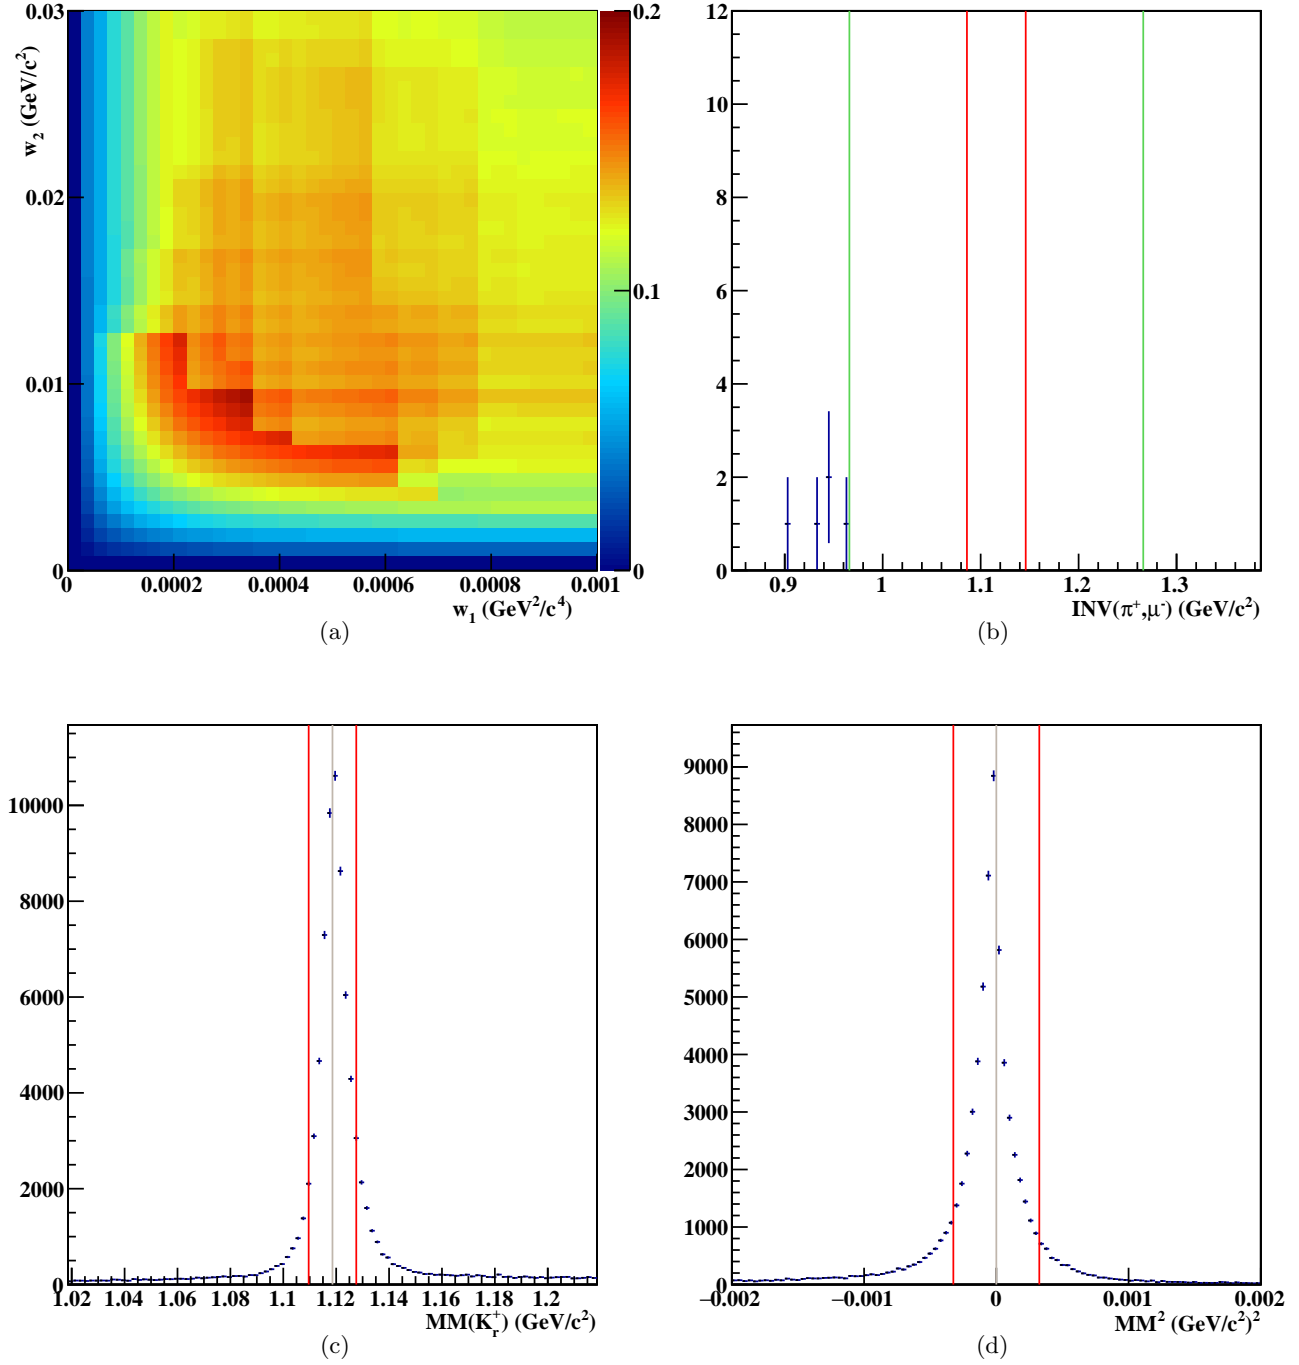 0.03
0.02
0.01
0
w₂ (GeV/c²)
0 0.0002 0.0004 0.0006 0.0008 0.001
w₁ (GeV²/c⁴)
0.2
0.1
0
(a)
12
10
8
6
4
2
0
0.9 1 1.1 1.2 1.3
INV(π⁺,μ⁻) (GeV/c²)
(b)
10000
8000
6000
4000
2000
0
1.02 1.04 1.06 1.08 1.1 1.12 1.14 1.16 1.18 1.2
MM(K⁺ᵣ) (GeV/c²)
(c)
9000
8000
7000
6000
5000
4000
3000
2000
1000
0
−0.002 −0.001 0 0.001 0.002
MM² (GeV/c²)²
(d)